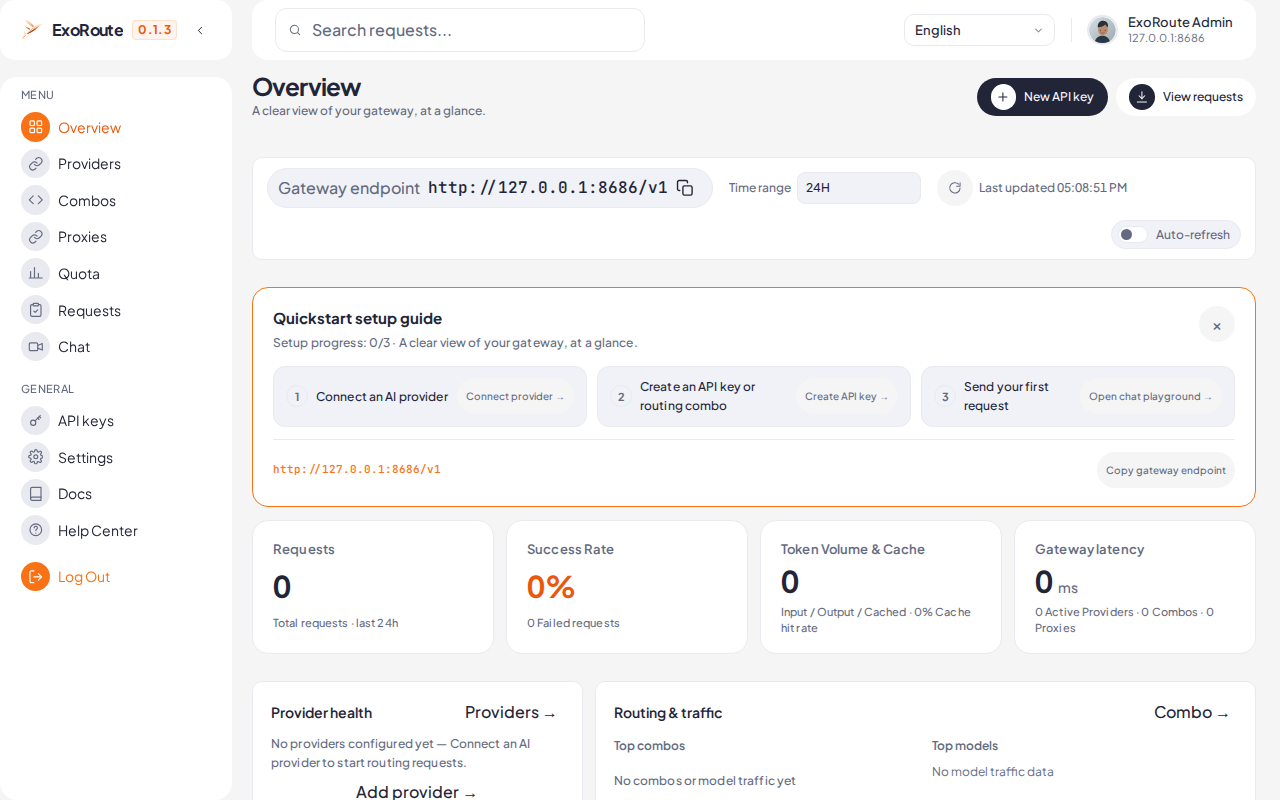 ExoRoute 0.1.3
Search requests...
English
ExoRoute Admin
127.0.0.1:8686
MENU
Overview
Providers
Combos
Proxies
Quota
Requests
Chat
GENERAL
API keys
Settings
Docs
Help Center
Log Out
Overview
A clear view of your gateway, at a glance.
New API key
View requests
Gateway endpoint http://127.0.0.1:8686/v1
Time range 24H
Last updated 05:08:51 PM
Auto-refresh
Quickstart setup guide
Setup progress: 0/3 · A clear view of your gateway, at a glance.
×
1 Connect an AI provider Connect provider →
2 Create an API key or
routing combo
Create API key →
3 Send your first
request
Open chat playground →
http://127.0.0.1:8686/v1
Copy gateway endpoint
Requests
0
Total requests · last 24h
Success Rate
0%
0 Failed requests
Token Volume & Cache
0
Input / Output / Cached · 0% Cache
hit rate
Gateway latency
0 ms
0 Active Providers · 0 Combos · 0
Proxies
Provider health
Providers →
No providers configured yet — Connect an AI
provider to start routing requests.
Add provider →
Routing & traffic
Combo →
Top combos
No combos or model traffic yet
Top models
No model traffic data